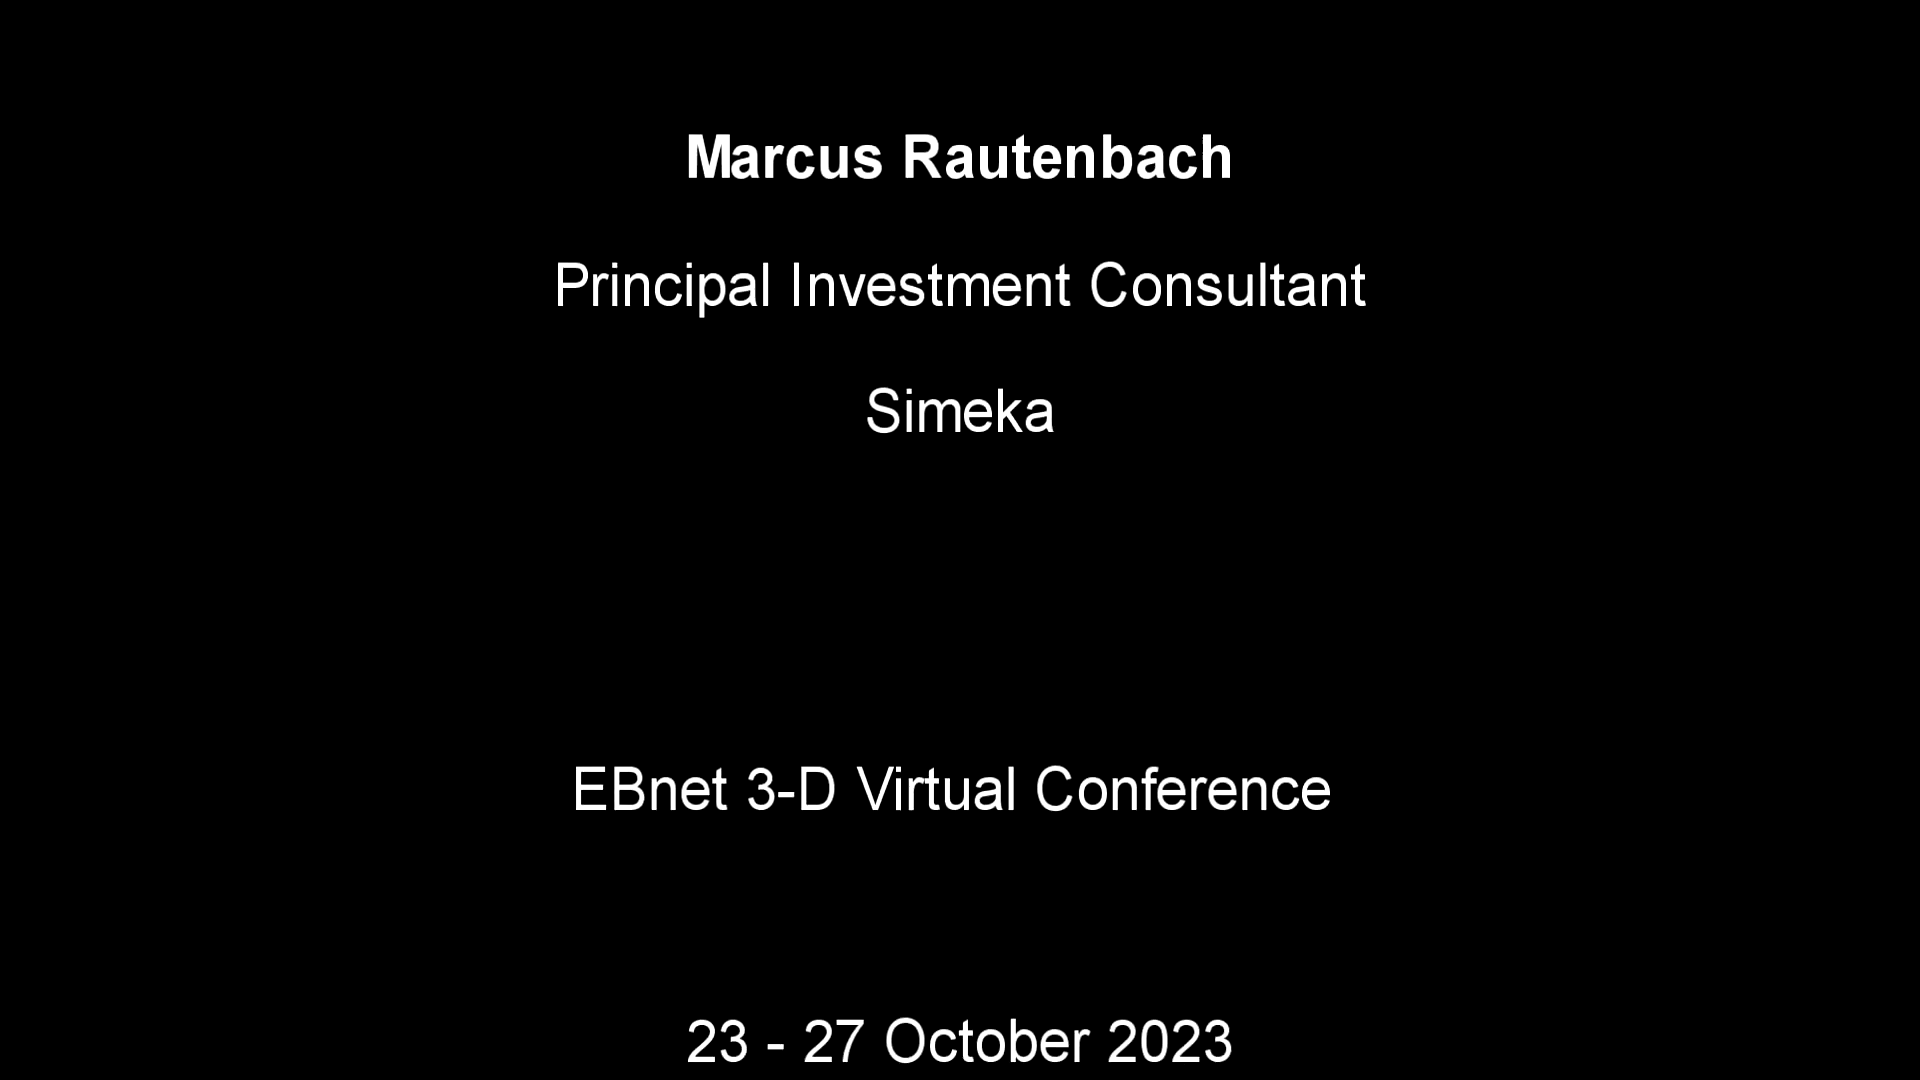 Marcus Rautenbach
Principal Investment Consultant
Simeka
EBnet 3-D Virtual Conference
23 - 27 October 2023